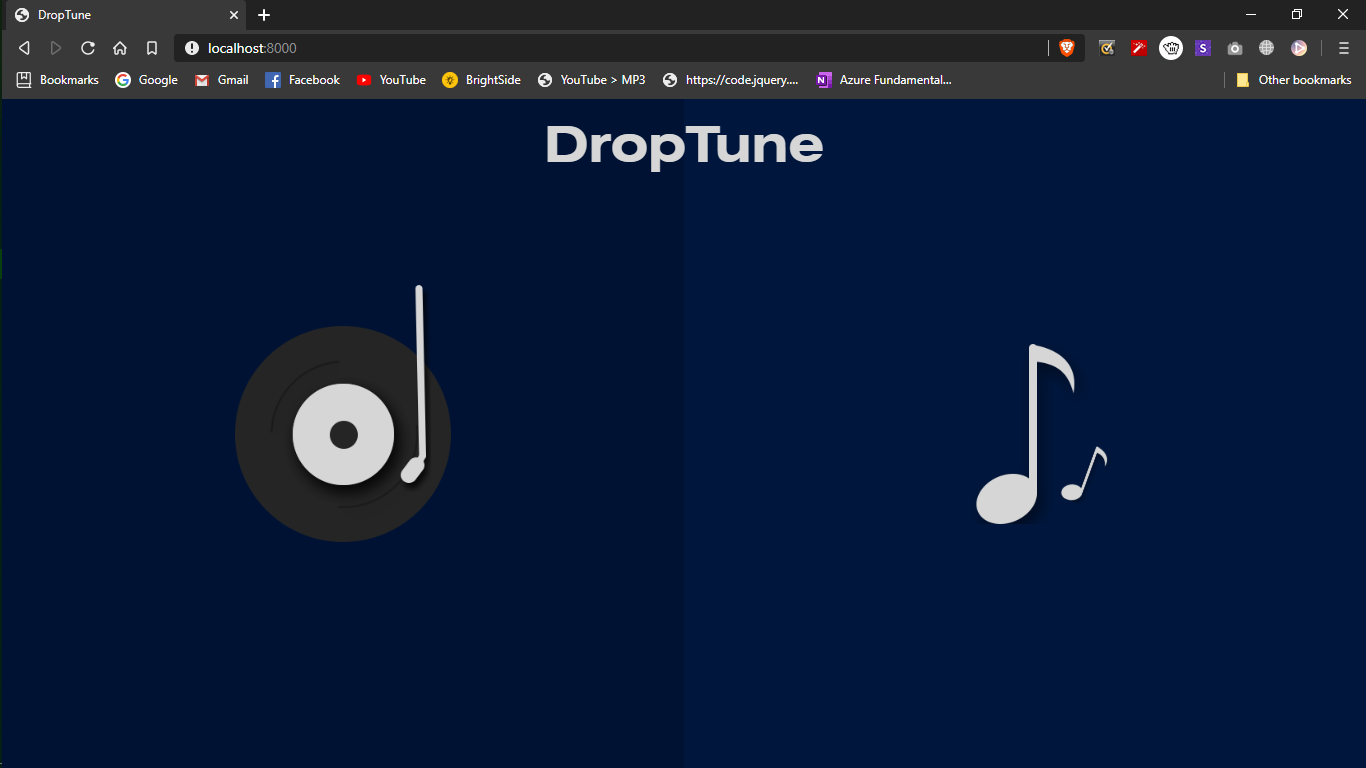 DropTune
localhost:8000
Bookmarks Google Gmail Facebook YouTube BrightSide YouTube > MP3 https://code.jquery.... Azure Fundamental... Other bookmarks
DropTune